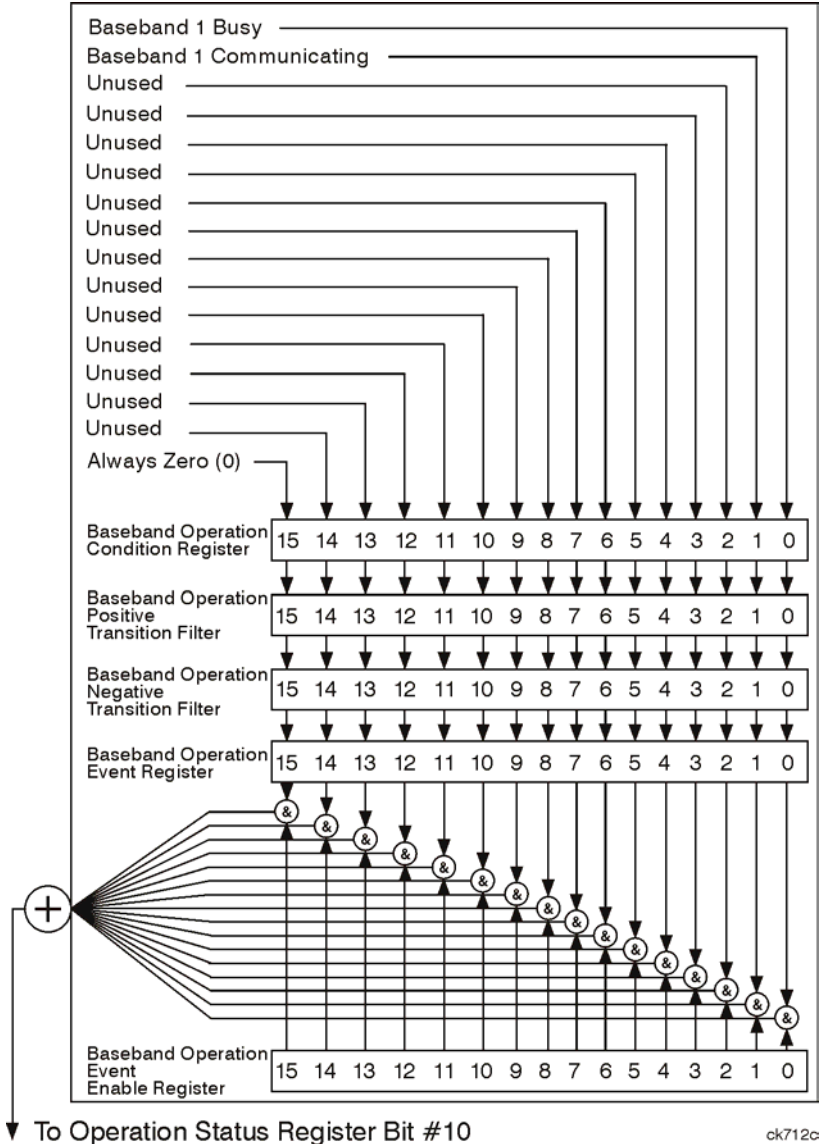 Baseband 1 Busy
Baseband 1 Communicating
Unused
Unused
Unused
Unused
Unused
Unused
Unused
Unused
Unused
Unused
Unused
Unused
Unused
Always Zero (0)
Baseband Operation
Condition Register
15 14 13 12 11 10 9 8 7 6 5 4 3 2 1 0
Baseband Operation
Positive
Transition Filter
15 14 13 12 11 10 9 8 7 6 5 4 3 2 1 0
Baseband Operation
Negative
Transition Filter
15 14 13 12 11 10 9 8 7 6 5 4 3 2 1 0
Baseband Operation
Event Register
15 14 13 12 11 10 9 8 7 6 5 4 3 2 1 0
& & & & & & & & & & & & & & & &
+
Baseband Operation
Event
Enable Register
15 14 13 12 11 10 9 8 7 6 5 4 3 2 1 0
To Operation Status Register Bit #10